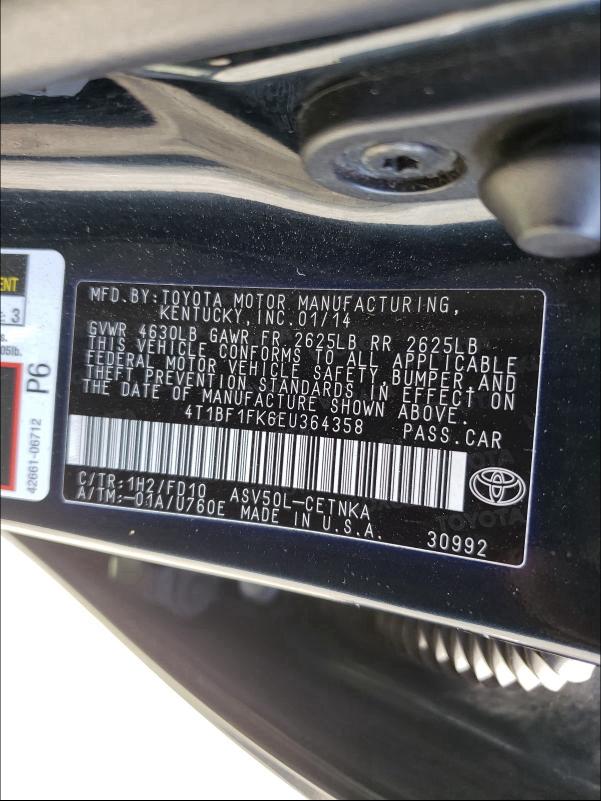 MFD.BY:TOYOTA MOTOR MANUFACTURING,
KENTUCKY, INC.01/14
GVWR 4630LB GAWR FR 2625LB RR 2625LB
THIS VEHICLE CONFORMS TO ALL APPLICABLE
FEDERAL MOTOR VEHICLE SAFETY,BUMPER,AND
THEFT PREVENTION STANDARDS IN EFFECT ON
THE DATE OF MANUFACTURE SHOWN ABOVE.
4T1BF1FK6EU364358 PASS.CAR
C/TR:1H2/FD10 ASV50L-CETNKA
A/TM:-01A/U760E MADE IN U.S.A. 30992
TOYOTA
P6
42661-06712
3